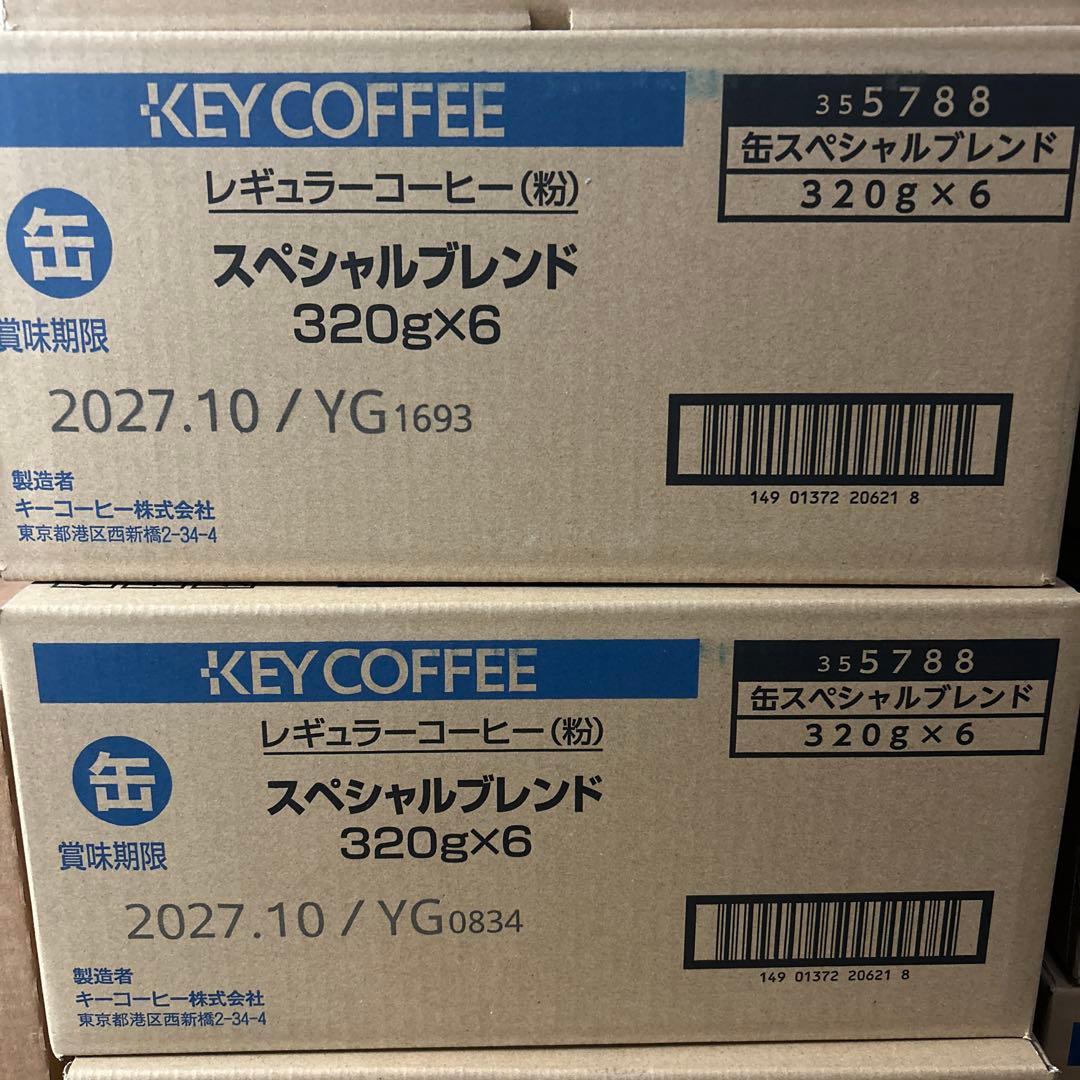 KEY COFFEE
355788
缶スペシャルブレンド
320g×6
レギュラーコーヒー(粉)
缶
スペシャルブレンド
320g×6
賞味期限
2027.10/YG1693
149 01372 20621 8
製造者
キーコーヒー株式会社
東京都港区西新橋2-34-4
KEY COFFEE
355788
缶スペシャルブレンド
320g×6
レギュラーコーヒー(粉)
缶
スペシャルブレンド
320g×6
賞味期限
2027.10/YG0834
149 01372 20621 8
製造者
キーコーヒー株式会社
東京都港区西新橋2-34-4